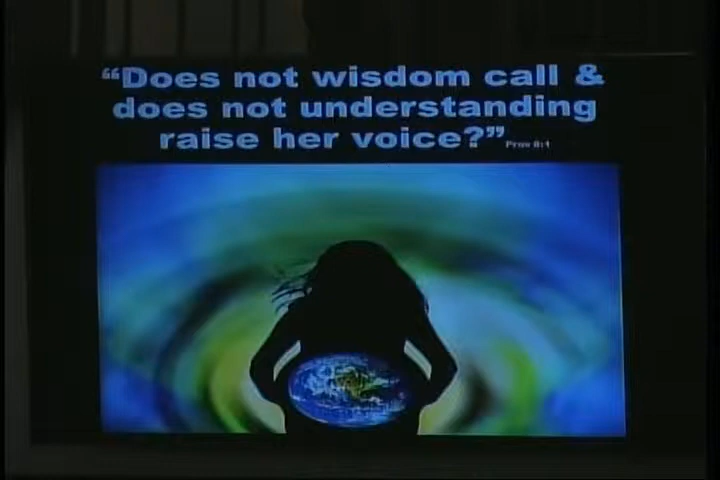 “Does not wisdom call &
does not understanding
raise her voice?” Prov 8:1